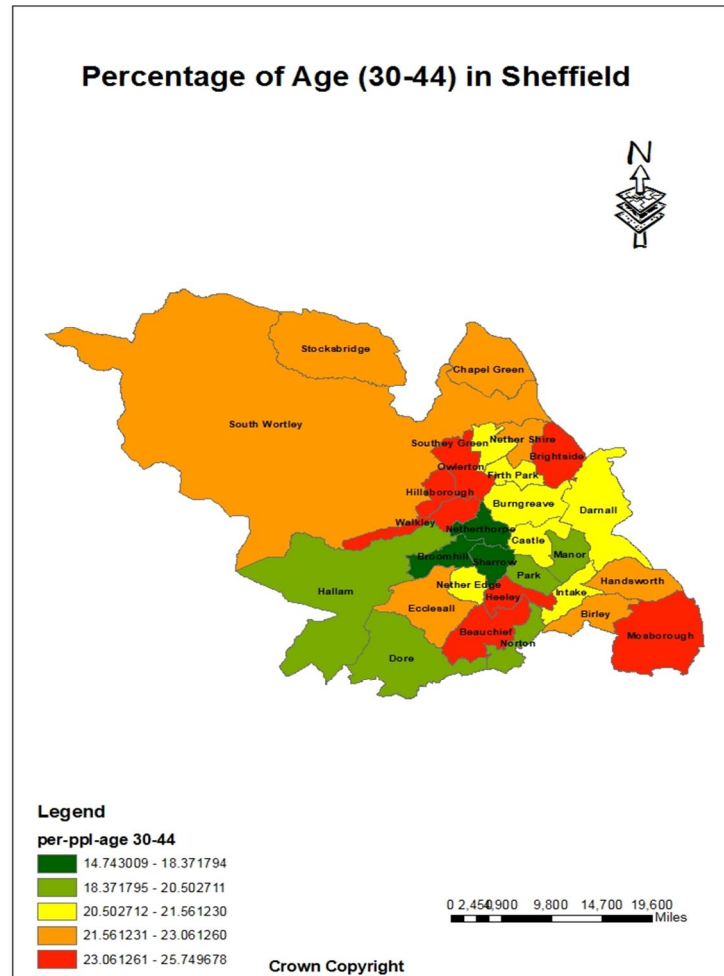 Percentage of Age (30-44) in Sheffield
N
Stocksbridge
Chapel Green
South Wortley
Southey Green
Nether Shire
Brightside
Owlerton
Firth Park
Hillsborough
Burngreave
Darnall
Walkley
Netherthorpe
Castle
Manor
Broomhill
Sharrow
Park
Hallam
Nether Edge
Heeley
Intake
Handsworth
Ecclesall
Birley
Beauchief
Norton
Mosborough
Dore
Legend
per-ppl-age 30-44
14.743009 - 18.371794
18.371795 - 20.502711
20.502712 - 21.561230
21.561231 - 23.061260
23.061261 - 25.749678
0 2,4504,900 9,800 14,700 19,600
Miles
Crown Copyright